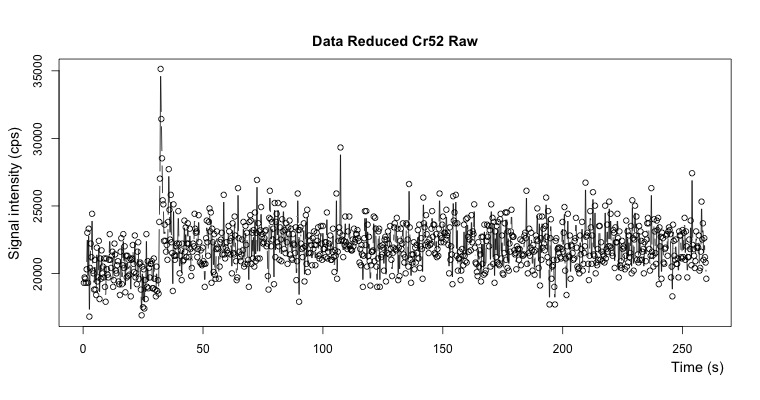 Data Reduced Cr52 Raw
Signal intensity (cps)
35000
30000
25000
20000
0 50 100 150 200 250
Time (s)